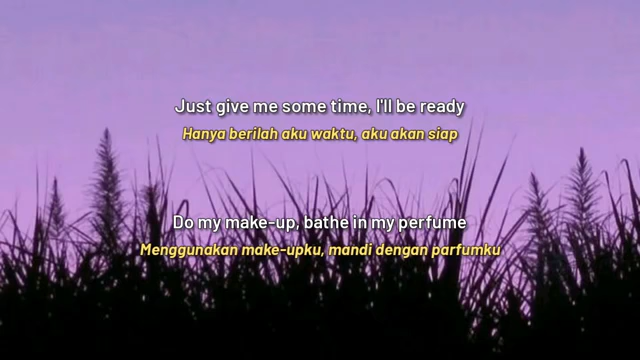 Just give me some time, I'll be ready
Hanya berilah aku waktu, aku akan siap
Do my make-up, bathe in my perfume
Menggunakan make-upku, mandi dengan parfumku